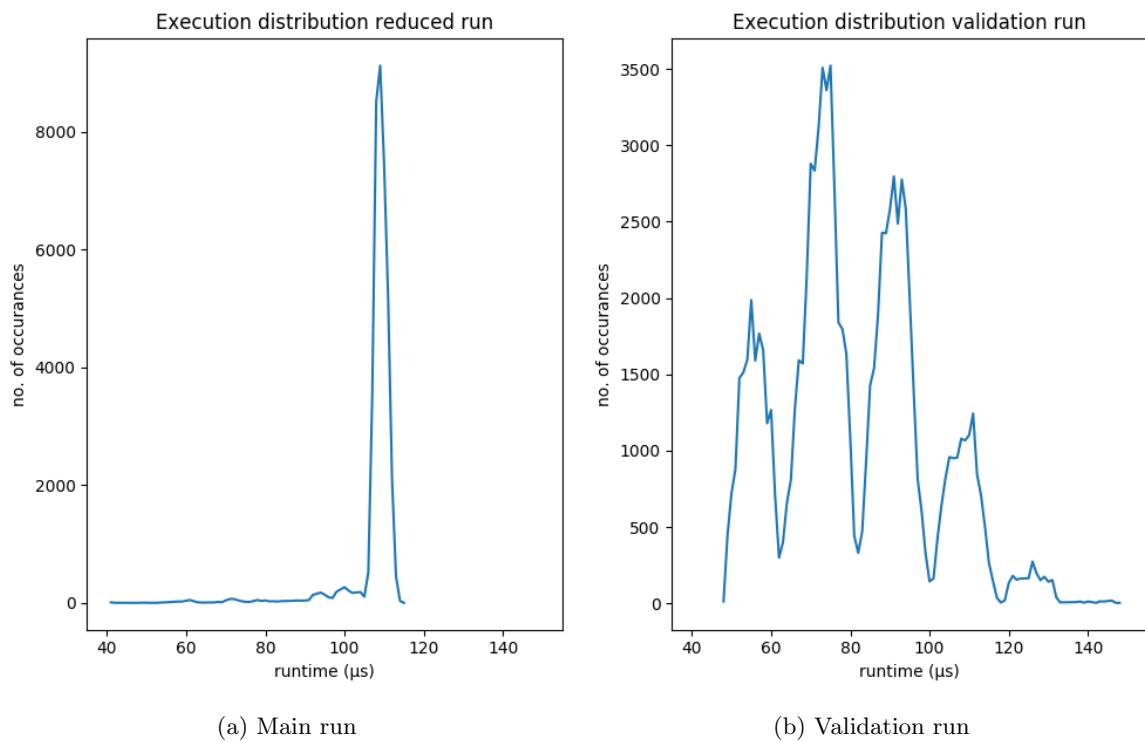 Execution distribution reduced run
8000
6000
4000
2000
0
no. of occurances
40 60 80 100 120 140
runtime (µs)
(a) Main run
Execution distribution validation run
3500
3000
2500
2000
1500
1000
500
0
no. of occurances
40 60 80 100 120 140
runtime (µs)
(b) Validation run